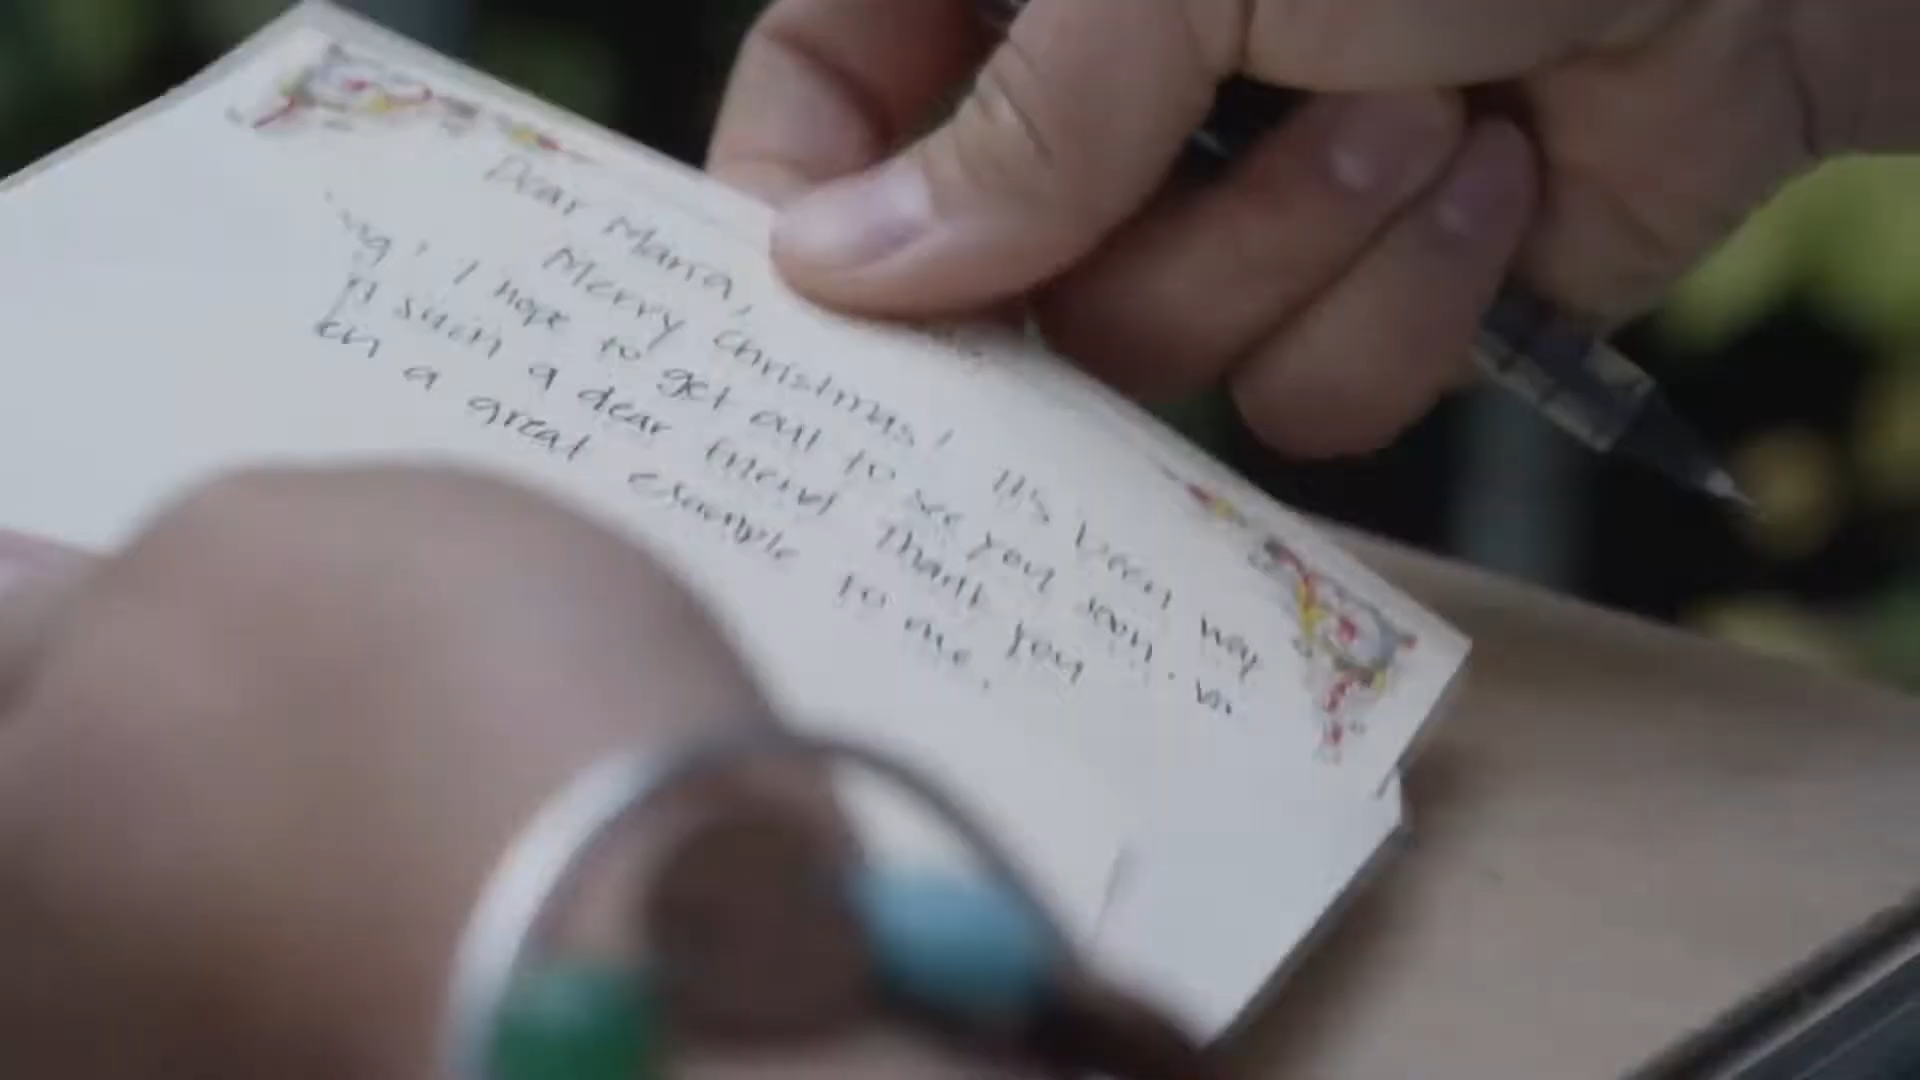 Dear Maria,
Merry Christmas! It's been way
I hope to get out to see you soon.
such a dear friend Thank you
a great example to me.